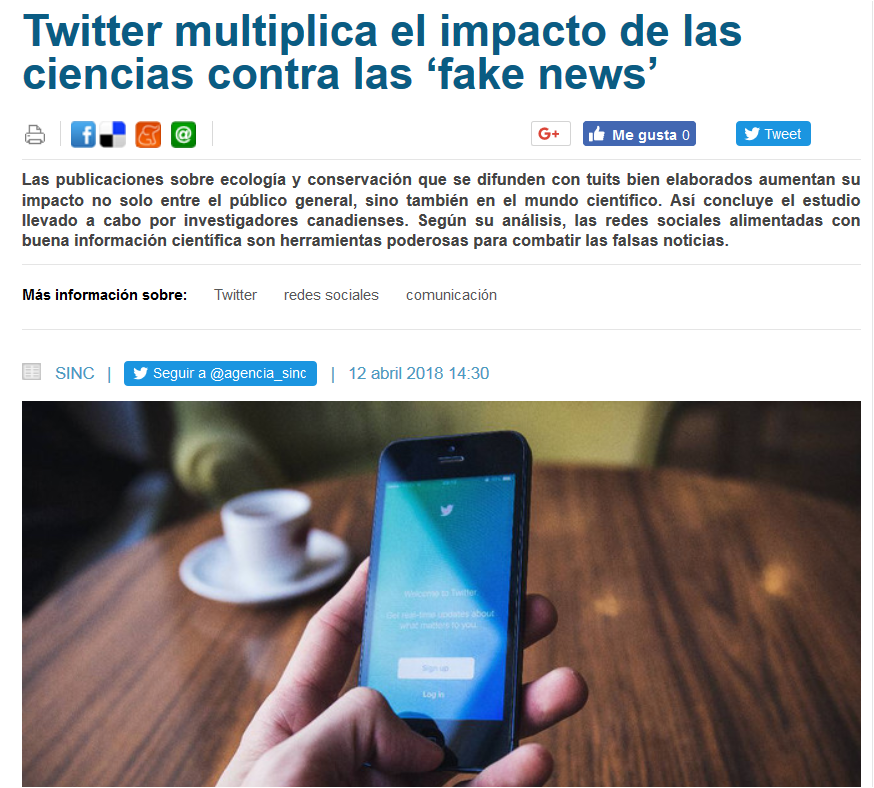 Twitter multiplica el impacto de las
ciencias contra las ‘fake news’
G+
Me gusta 0
Tweet
Las publicaciones sobre ecología y conservación que se difunden con tuits bien elaborados aumentan su
impacto no solo entre el público general, sino también en el mundo científico. Así concluye el estudio
llevado a cabo por investigadores canadienses. Según su análisis, las redes sociales alimentadas con
buena información científica son herramientas poderosas para combatir las falsas noticias.
Más información sobre: Twitter redes sociales comunicación
SINC | Seguir a @agencia_sinc | 12 abril 2018 14:30
Welcome to Twitter.
Get real-time updates about
what matters to you.
Sign up
Log in